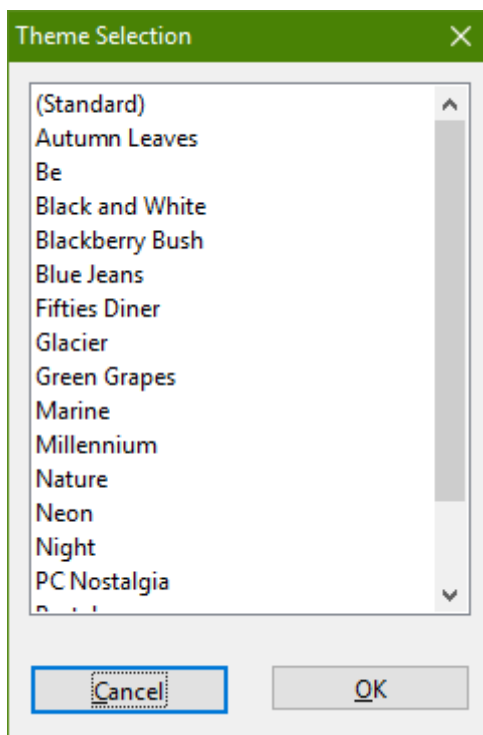 Theme Selection
(Standard)
Autumn Leaves
Be
Black and White
Blackberry Bush
Blue Jeans
Fifties Diner
Glacier
Green Grapes
Marine
Millennium
Nature
Neon
Night
PC Nostalgia
Cancel
OK